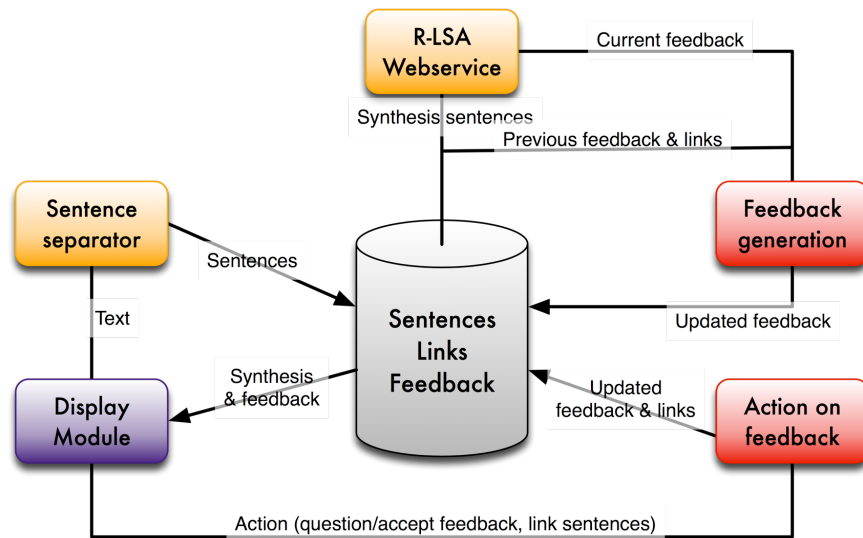 R-LSA
Webservice
Current feedback
Synthesis sentences
Previous feedback & links
Sentence
separator
Feedback
generation
Sentences
Text
Sentences
Links
Feedback
Updated feedback
Synthesis
& feedback
Updated
feedback & links
Display
Module
Action on
feedback
Action (question/accept feedback, link sentences)